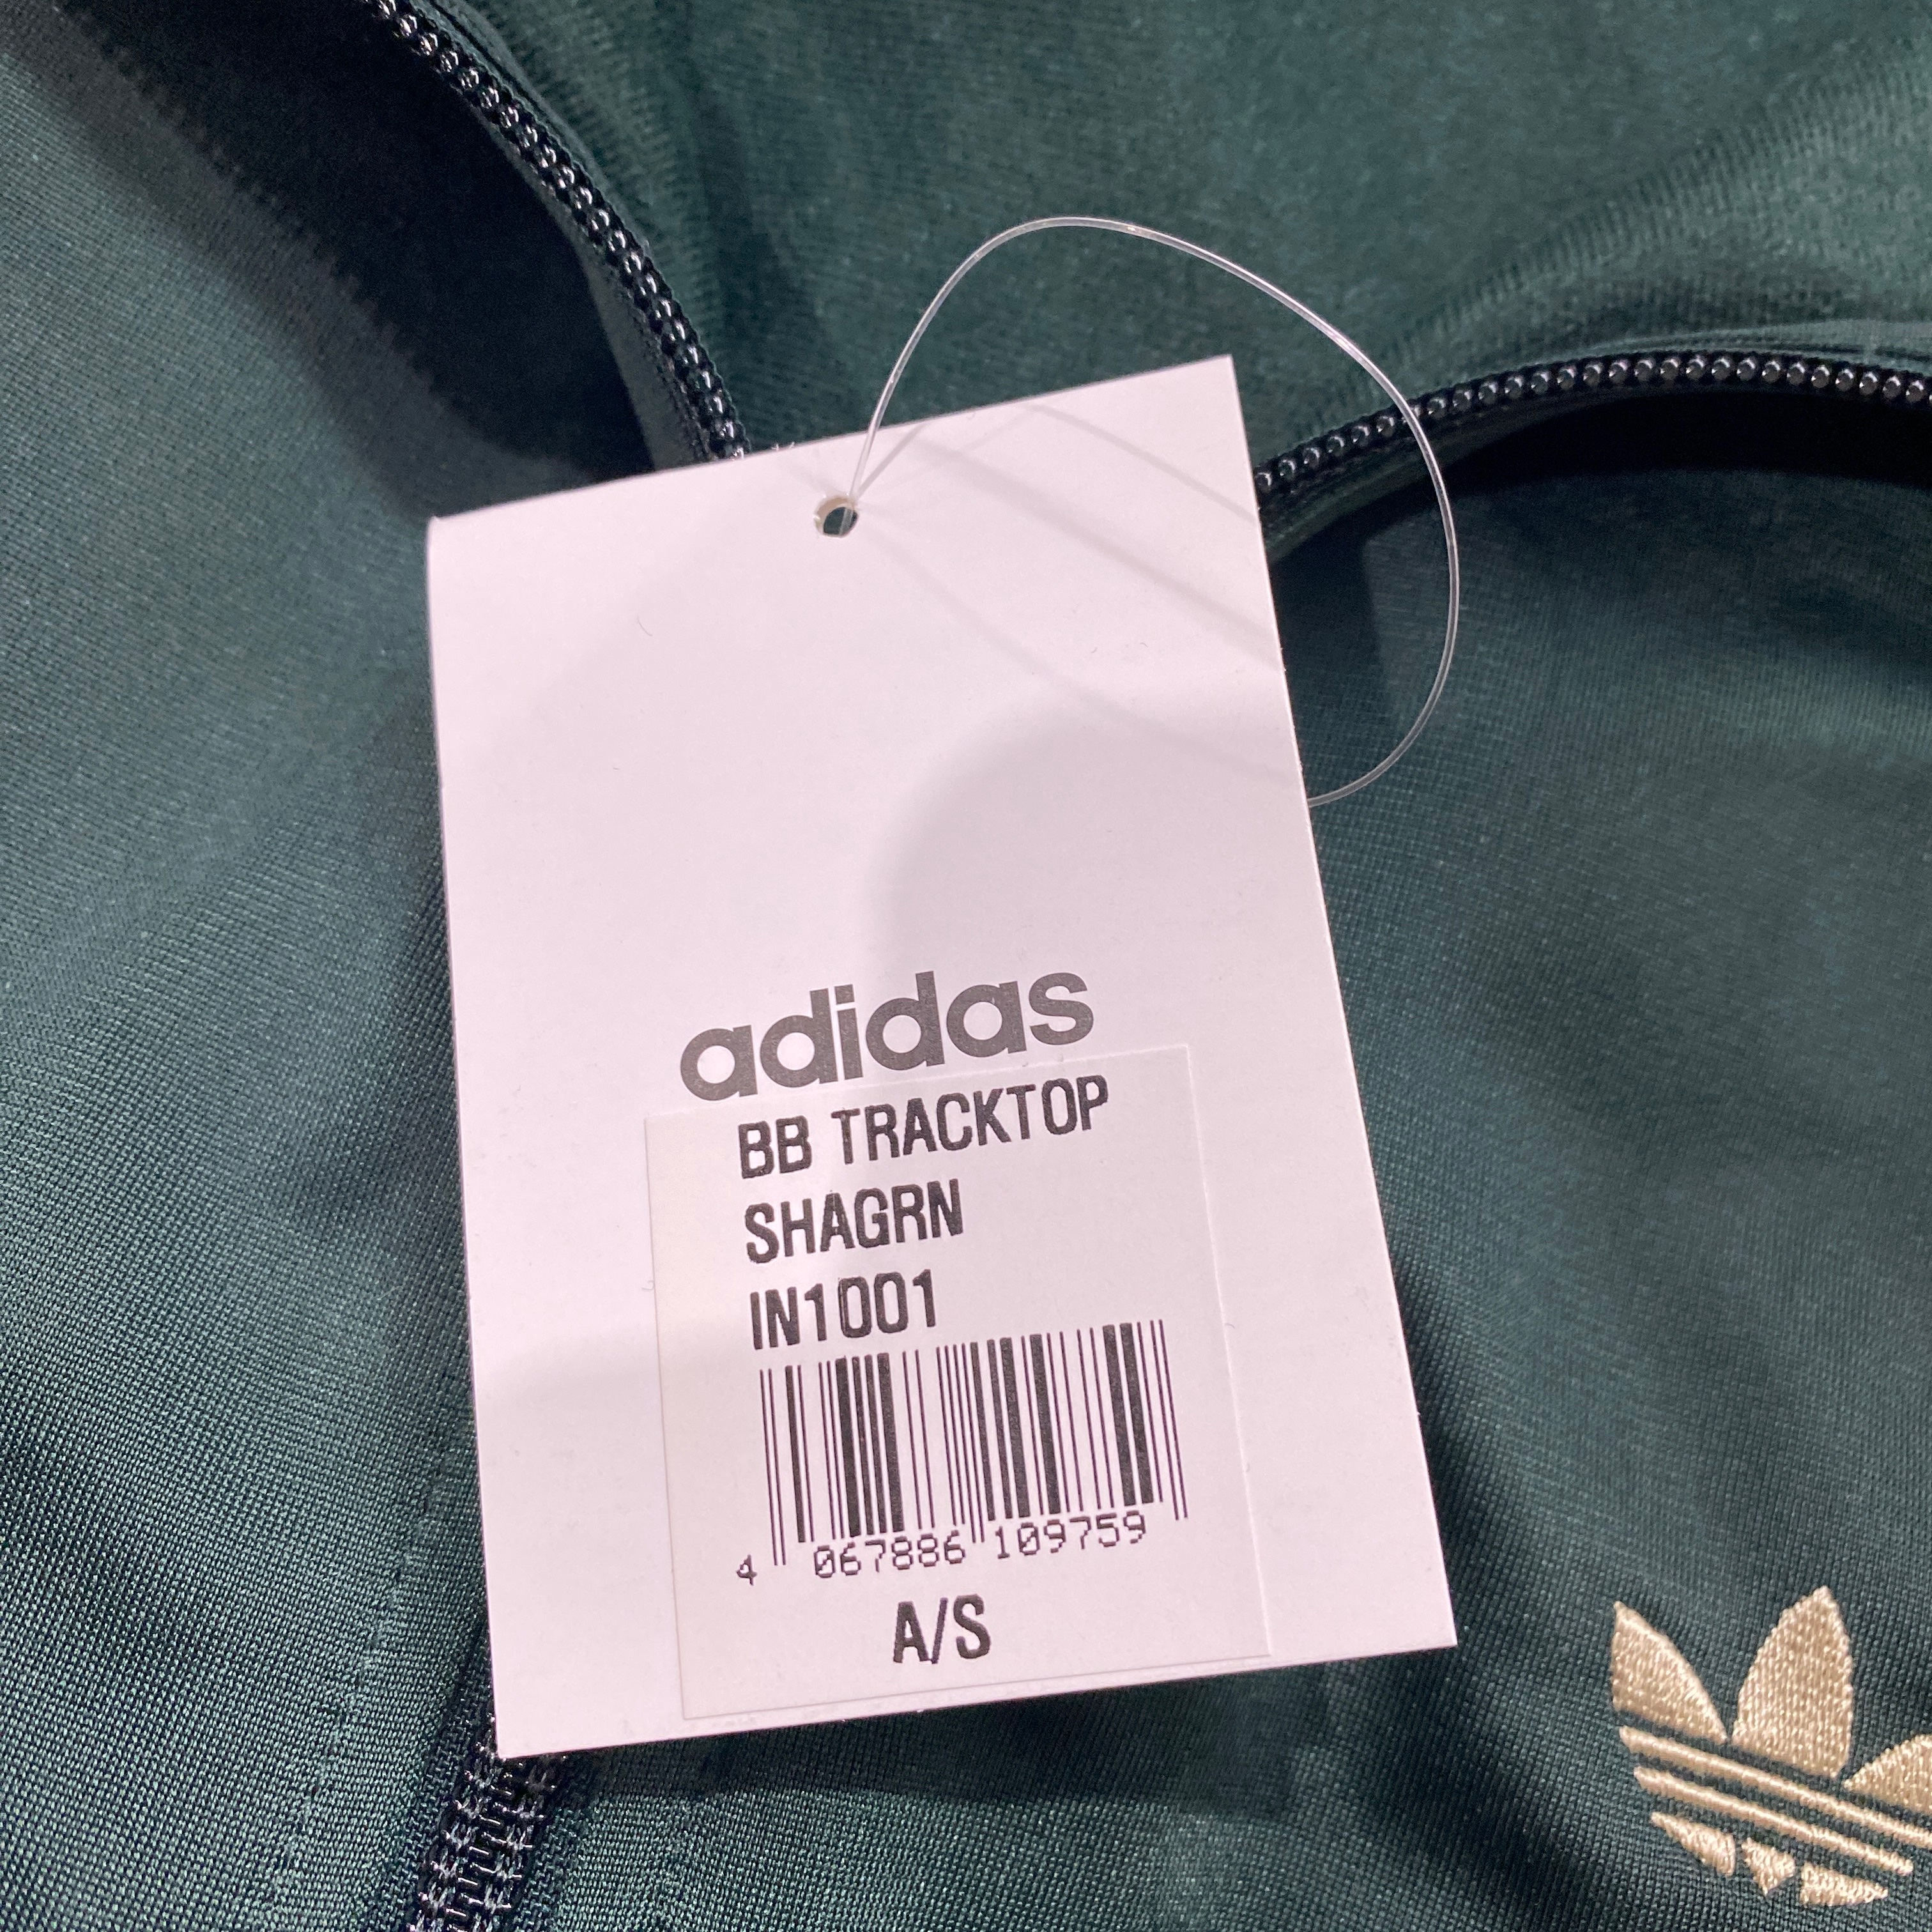 adidas
BB TRACKTOP
SHAGRN
IN1001
4 067886 109759
A/S